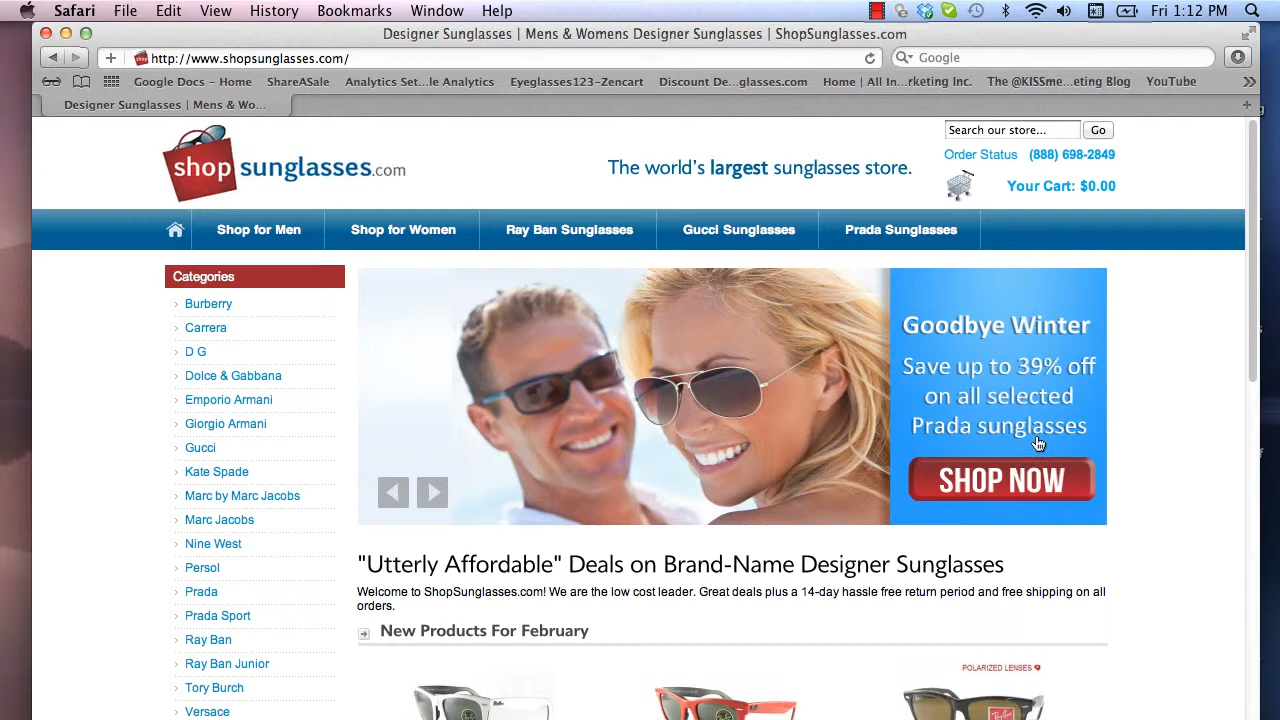 Safari File Edit View History Bookmarks Window Help Fri 1:12 PM
Designer Sunglasses | Mens & Womens Designer Sunglasses | ShopSunglasses.com
http://www.shopsunglasses.com/ Google
Google Docs - Home ShareASale Analytics Set...le Analytics Eyeglasses123-Zencart Discount De...glasses.com Home | All In...rketing Inc. The @KISSme...eting Blog YouTube
Designer Sunglasses | Mens & Wo...
shopsunglasses.com
The world's largest sunglasses store.
Search our store... Go
Order Status (888) 698-2849
Your Cart: $0.00
Shop for Men Shop for Women Ray Ban Sunglasses Gucci Sunglasses Prada Sunglasses
Categories
Burberry
Carrera
D G
Dolce & Gabbana
Emporio Armani
Giorgio Armani
Gucci
Kate Spade
Marc by Marc Jacobs
Marc Jacobs
Nine West
Persol
Prada
Prada Sport
Ray Ban
Ray Ban Junior
Tory Burch
Versace
Goodbye Winter
Save up to 39% off
on all selected
Prada sunglasses
SHOP NOW
"Utterly Affordable" Deals on Brand-Name Designer Sunglasses
Welcome to ShopSunglasses.com! We are the low cost leader. Great deals plus a 14-day hassle free return period and free shipping on all
orders.
New Products For February
POLARIZED LENSES